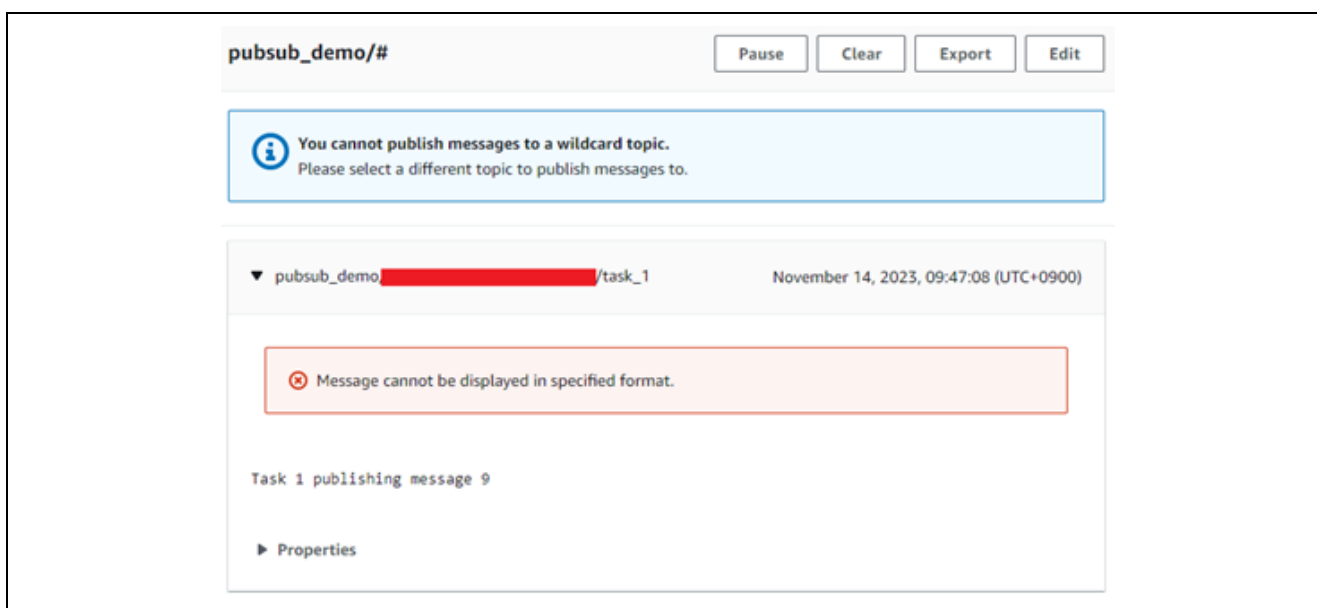 pubsub_demo/# Pause Clear Export Edit
You cannot publish messages to a wildcard topic.
Please select a different topic to publish messages to.
pubsub_demo/ /task_1 November 14, 2023, 09:47:08 (UTC+0900)
Message cannot be displayed in specified format.
Task 1 publishing message 9
Properties